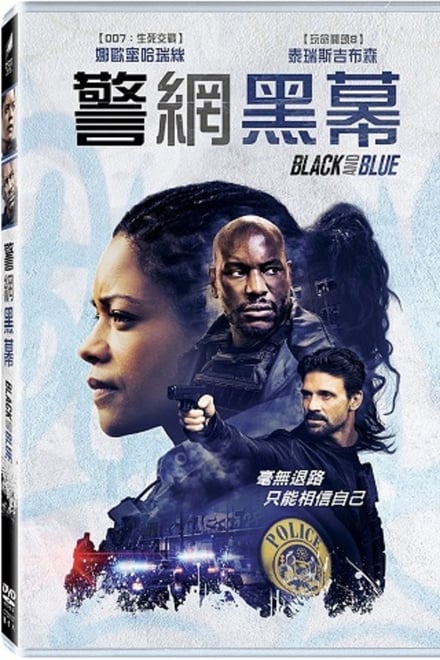 【007:生死交戰】
娜歐蜜哈瑞絲
【玩命關頭8】
泰瑞斯吉布森
警網黑幕
BLACK AND BLUE
毫無退路
只能相信自己
POLICE
警網黑幕
BLACK AND BLUE
DVD